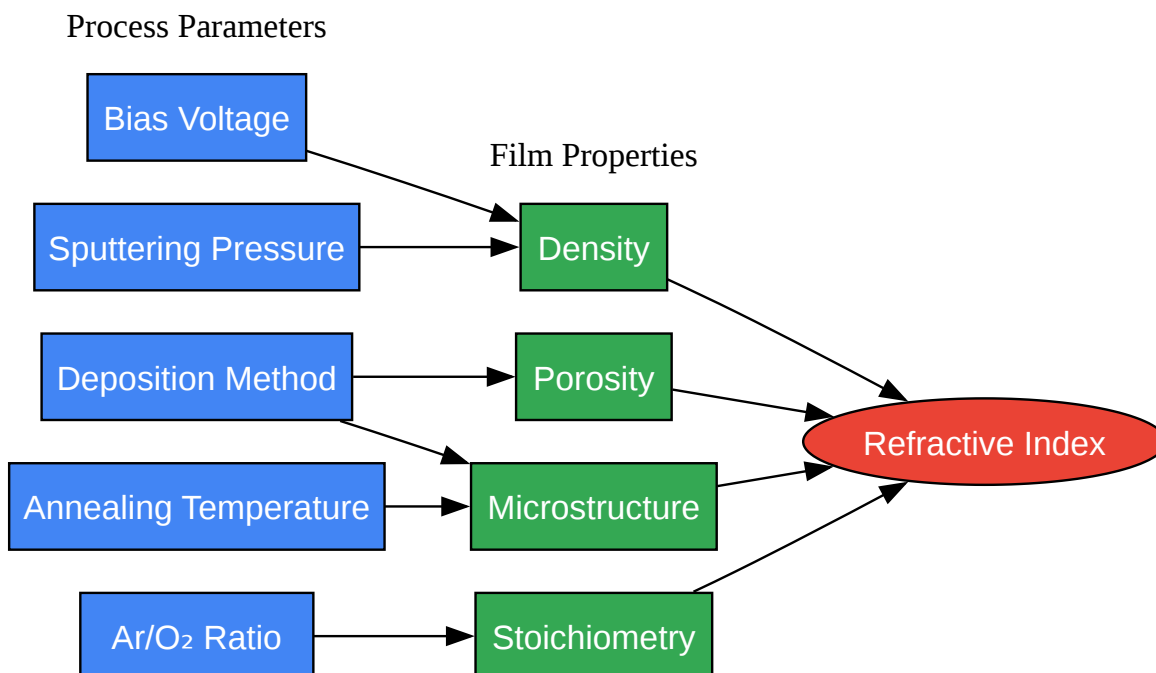 Process Parameters
Bias Voltage
Film Properties
Sputtering Pressure
Density
Deposition Method
Porosity
Refractive Index
Annealing Temperature
Microstructure
Ar/O₂ Ratio
Stoichiometry